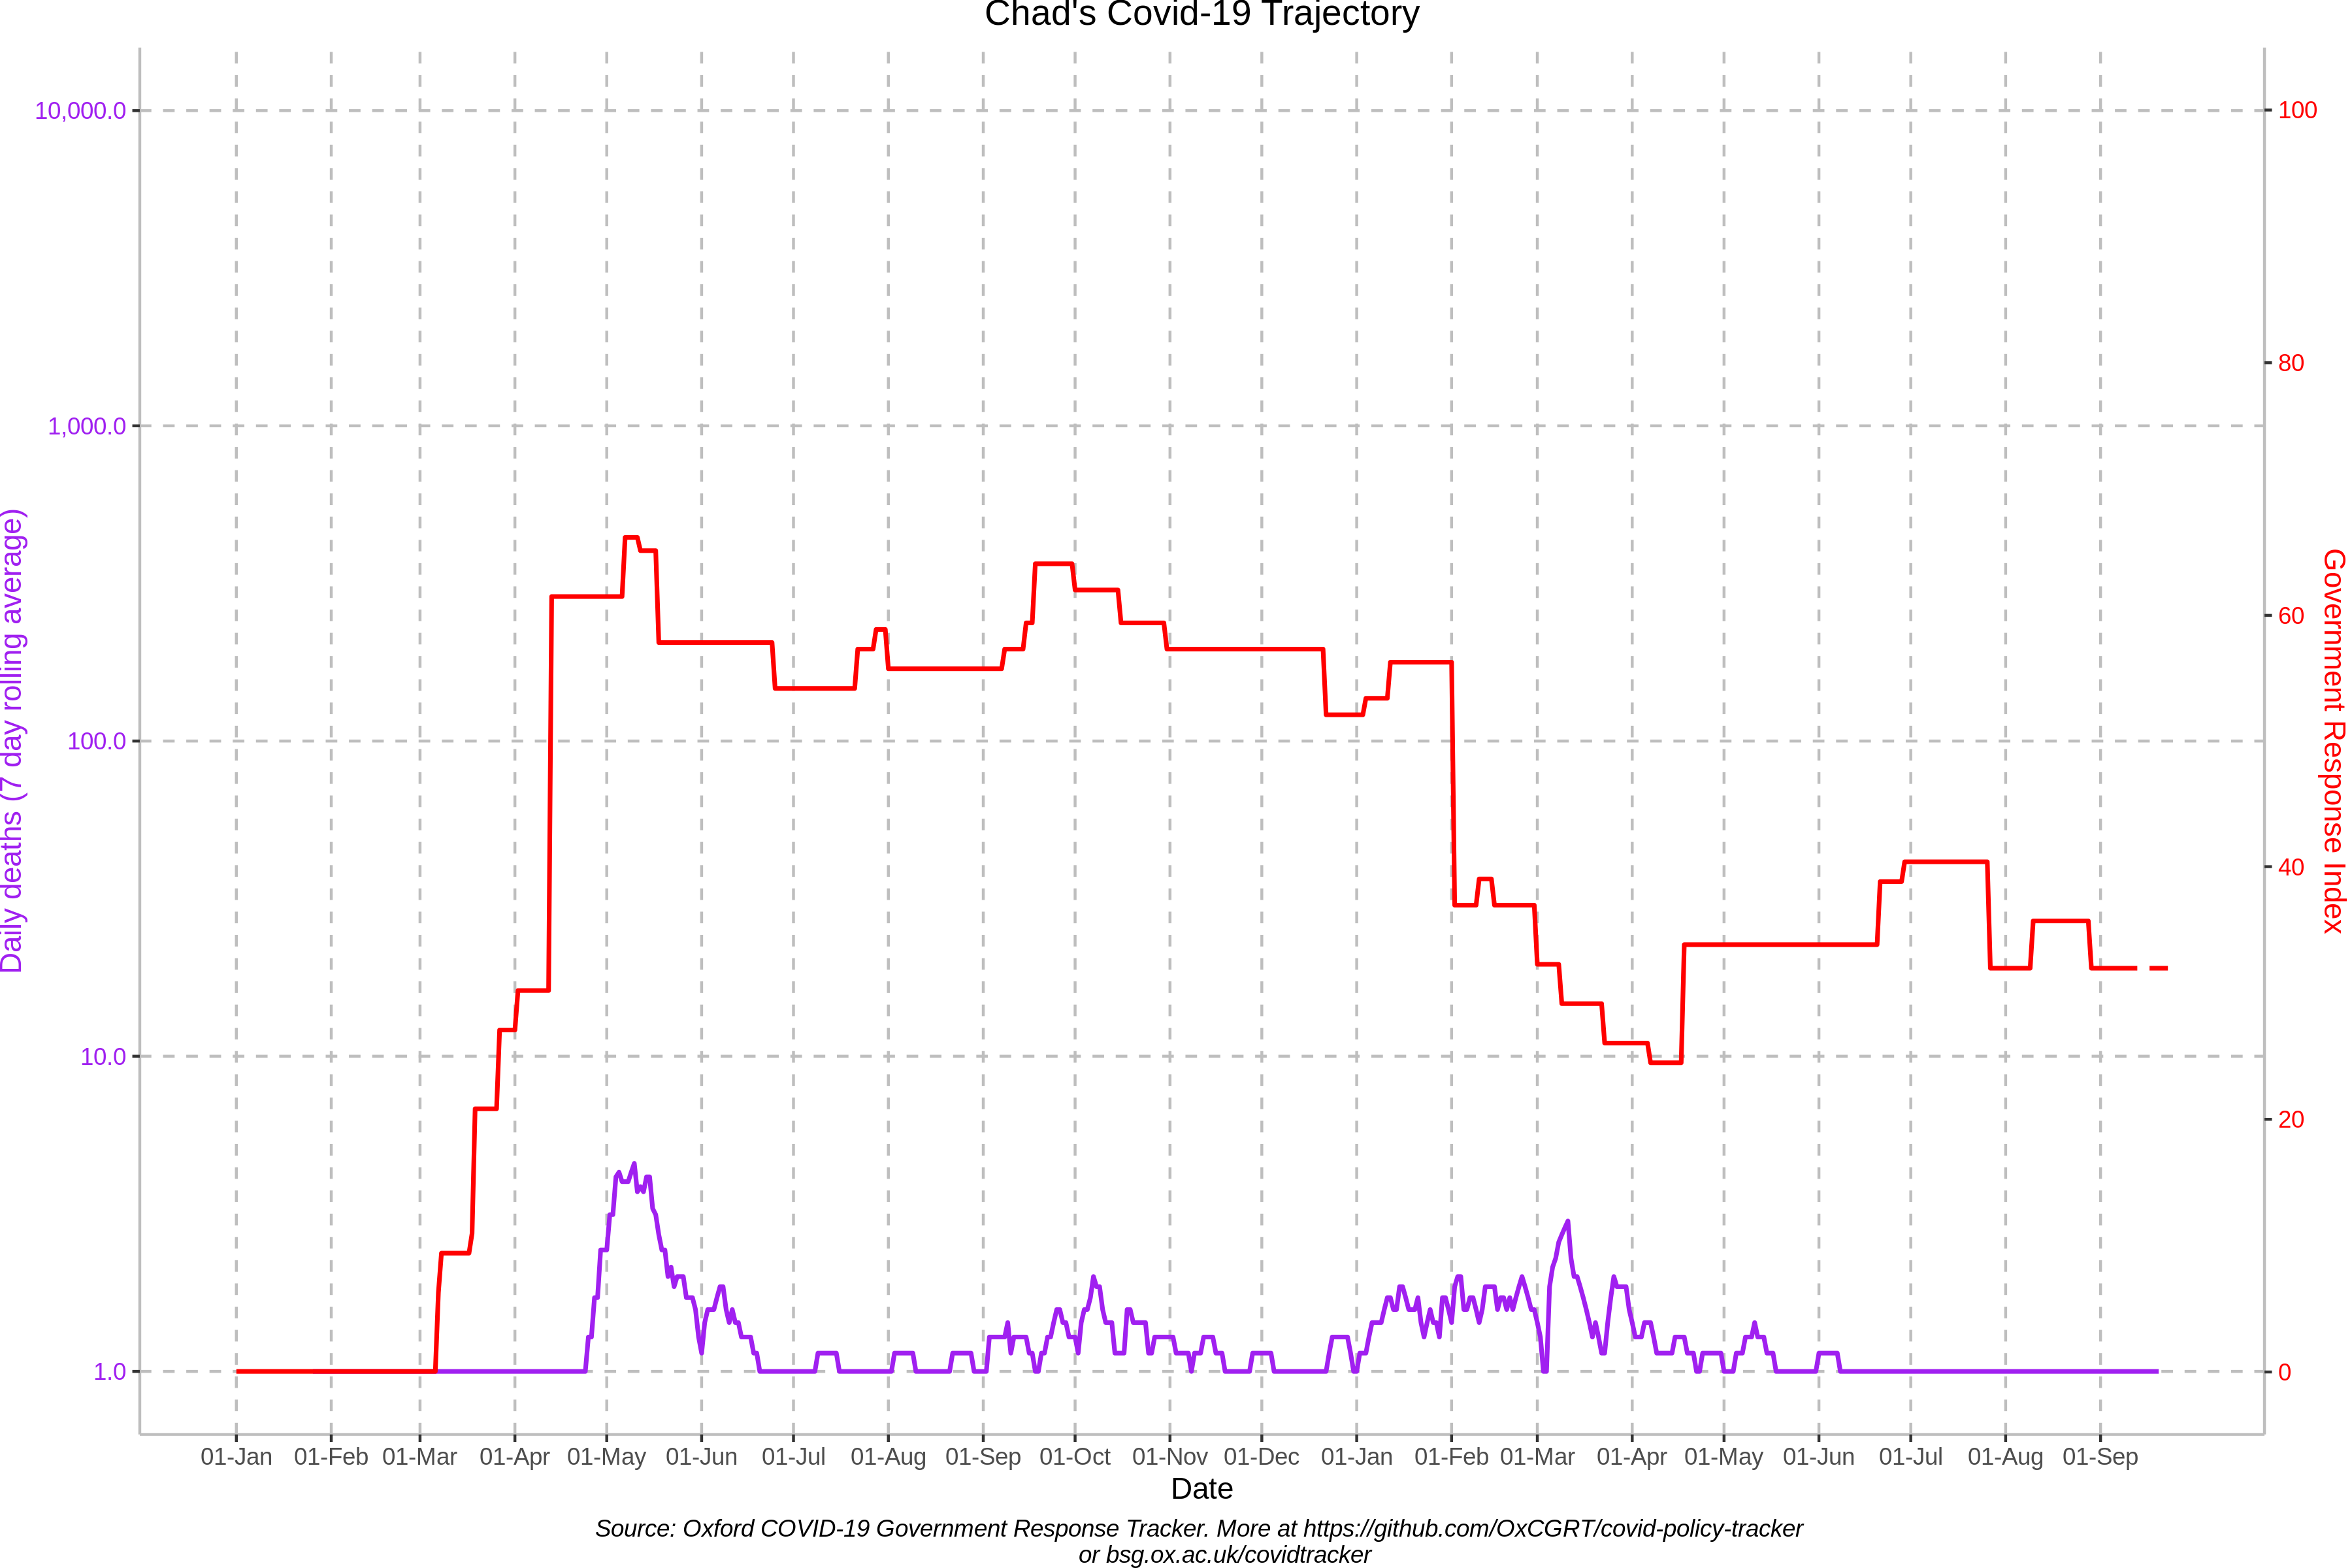 Chad's Covid-19 Trajectory
10,000.0
1,000.0
100.0
10.0
1.0
Daily deaths (7 day rolling average)
100
80
60
40
20
0
Government Response Index
01-Jan 01-Feb 01-Mar 01-Apr 01-May 01-Jun 01-Jul 01-Aug 01-Sep 01-Oct 01-Nov 01-Dec 01-Jan 01-Feb 01-Mar 01-Apr 01-May 01-Jun 01-Jul 01-Aug 01-Sep
Date
Source: Oxford COVID-19 Government Response Tracker. More at https://github.com/OxCGRT/covid-policy-tracker
or bsg.ox.ac.uk/covidtracker